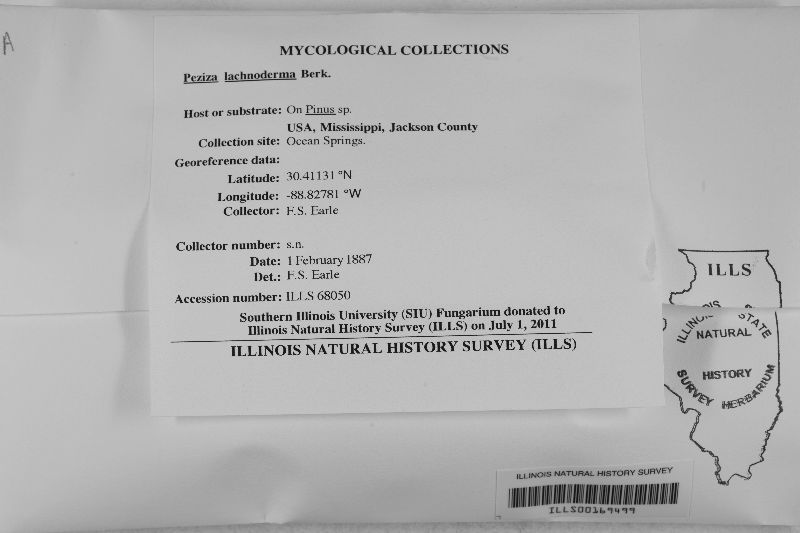 A
MYCOLOGICAL COLLECTIONS
Peziza lachnoderma Berk.
Host or substrate: On Pinus sp.
USA, Mississippi, Jackson County
Collection site: Ocean Springs.
Georeference data:
Latitude: 30.41131 °N
Longitude: -88.82781 °W
Collector: F.S. Earle
Collector number: s.n.
Date: 1 February 1887
Det.: F.S. Earle
Accession number: ILLS 68050
Southern Illinois University (SIU) Fungarium donated to
Illinois Natural History Survey (ILLS) on July 1, 2011
ILLINOIS NATURAL HISTORY SURVEY (ILLS)
ILLS
ILLINOIS STATE
NATURAL
HISTORY
SURVEY HERBARIUM
ILLINOIS NATURAL HISTORY SURVEY
ILLS00169499